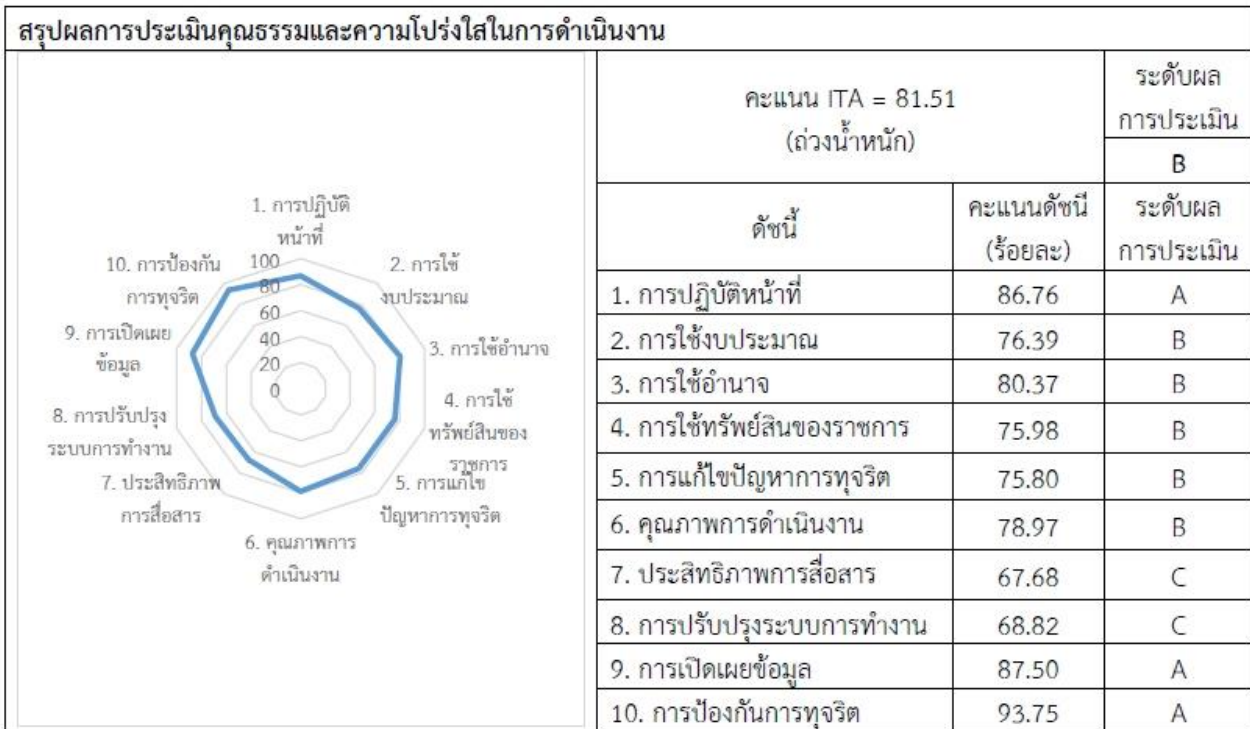 สรุปผลการประเมินคุณธรรมและความโปร่งใสในการดำเนินงาน
1. การปฏิบัติ
หน้าที่
2. การใช้
งบประมาณ
3. การใช้อำนาจ
4. การใช้
ทรัพย์สินของ
ราชการ
5. การแก้ไข
ปัญหาการทุจริต
6. คุณภาพการ
ดำเนินงาน
7. ประสิทธิภาพ
การสื่อสาร
8. การปรับปรุง
ระบบการทำงาน
9. การเปิดเผย
ข้อมูล
10. การป้องกัน
การทุจริต
100
80
60
40
20
0
คะแนน ITA = 81.51
(ถ่วงน้ำหนัก)
ระดับผล
การประเมิน
B
ดัชนี้
คะแนนดัชนี
(ร้อยละ)
ระดับผล
การประเมิน
1. การปฏิบัติหน้าที่ 86.76 A
2. การใช้งบประมาณ 76.39 B
3. การใช้อำนาจ 80.37 B
4. การใช้ทรัพย์สินของราชการ 75.98 B
5. การแก้ไขปัญหาการทุจริต 75.80 B
6. คุณภาพการดำเนินงาน 78.97 B
7. ประสิทธิภาพการสื่อสาร 67.68 C
8. การปรับปรุงระบบการทำงาน 68.82 C
9. การเปิดเผยข้อมูล 87.50 A
10. การป้องกันการทุจริต 93.75 A